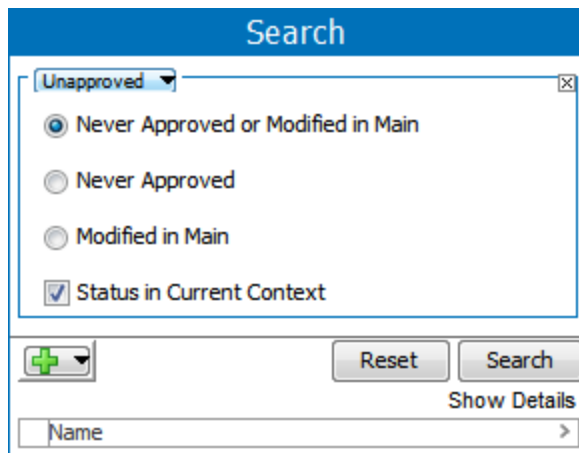 Search
Unapproved
Never Approved or Modified in Main
Never Approved
Modified in Main
Status in Current Context
Reset Search
Show Details
Name >